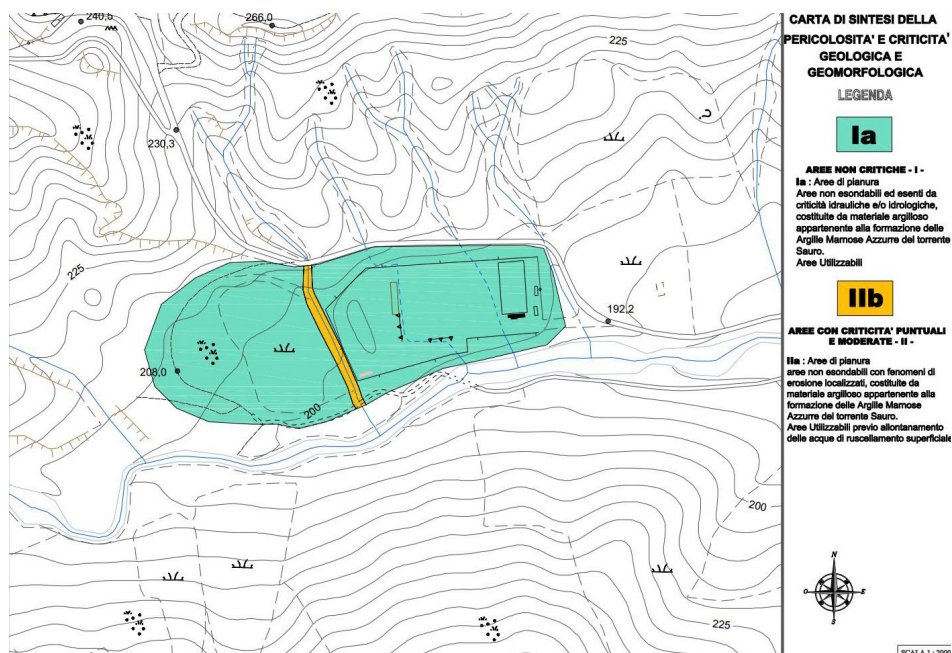 240,5
266,0
225
230,3
225
192,2
208,0
200
200
225
CARTA DI SINTESI DELLA
PERICOLOSITA' E CRITICITA'
GEOLOGICA E
GEOMORFOLOGICA
LEGENDA
Ia
AREE NON CRITICHE - I -
Ia : Aree di pianura
Aree non esondabili ed esenti da
criticità idrauliche e/o idrologiche,
costituite da materiale argilloso
appartenente alla formazione delle
Argille Marnose Azzurre del torrente
Sauro.
Aree Utilizzabili
IIb
AREE CON CRITICITA' PUNTUALI
E MODERATE - II -
IIa : Aree di pianura
aree non esondabili con fenomeni di
erosione localizzati, costituite da
materiale argilloso appartenente alla
formazione delle Argille Marnose
Azzurre del torrente Sauro.
Aree Utilizzabili previo allontanamento
delle acque di ruscellamento superficiale
N
O
E
S
SCALA 1 : 2000